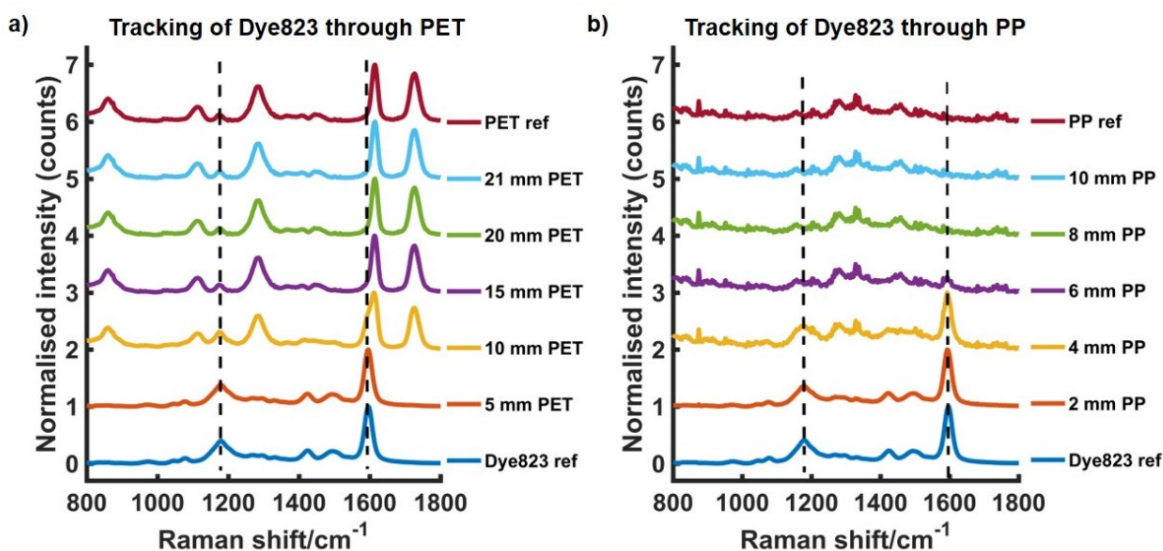 a)
Tracking of Dye823 through PET
Normalised intensity (counts)
7
6
5
4
3
2
1
0
PET ref
21 mm PET
20 mm PET
15 mm PET
10 mm PET
5 mm PET
Dye823 ref
800 1000 1200 1400 1600 1800
Raman shift/cm-1
b)
Tracking of Dye823 through PP
Normalised intensity (counts)
7
6
5
4
3
2
1
0
PP ref
10 mm PP
8 mm PP
6 mm PP
4 mm PP
2 mm PP
Dye823 ref
800 1000 1200 1400 1600 1800
Raman shift/cm-1